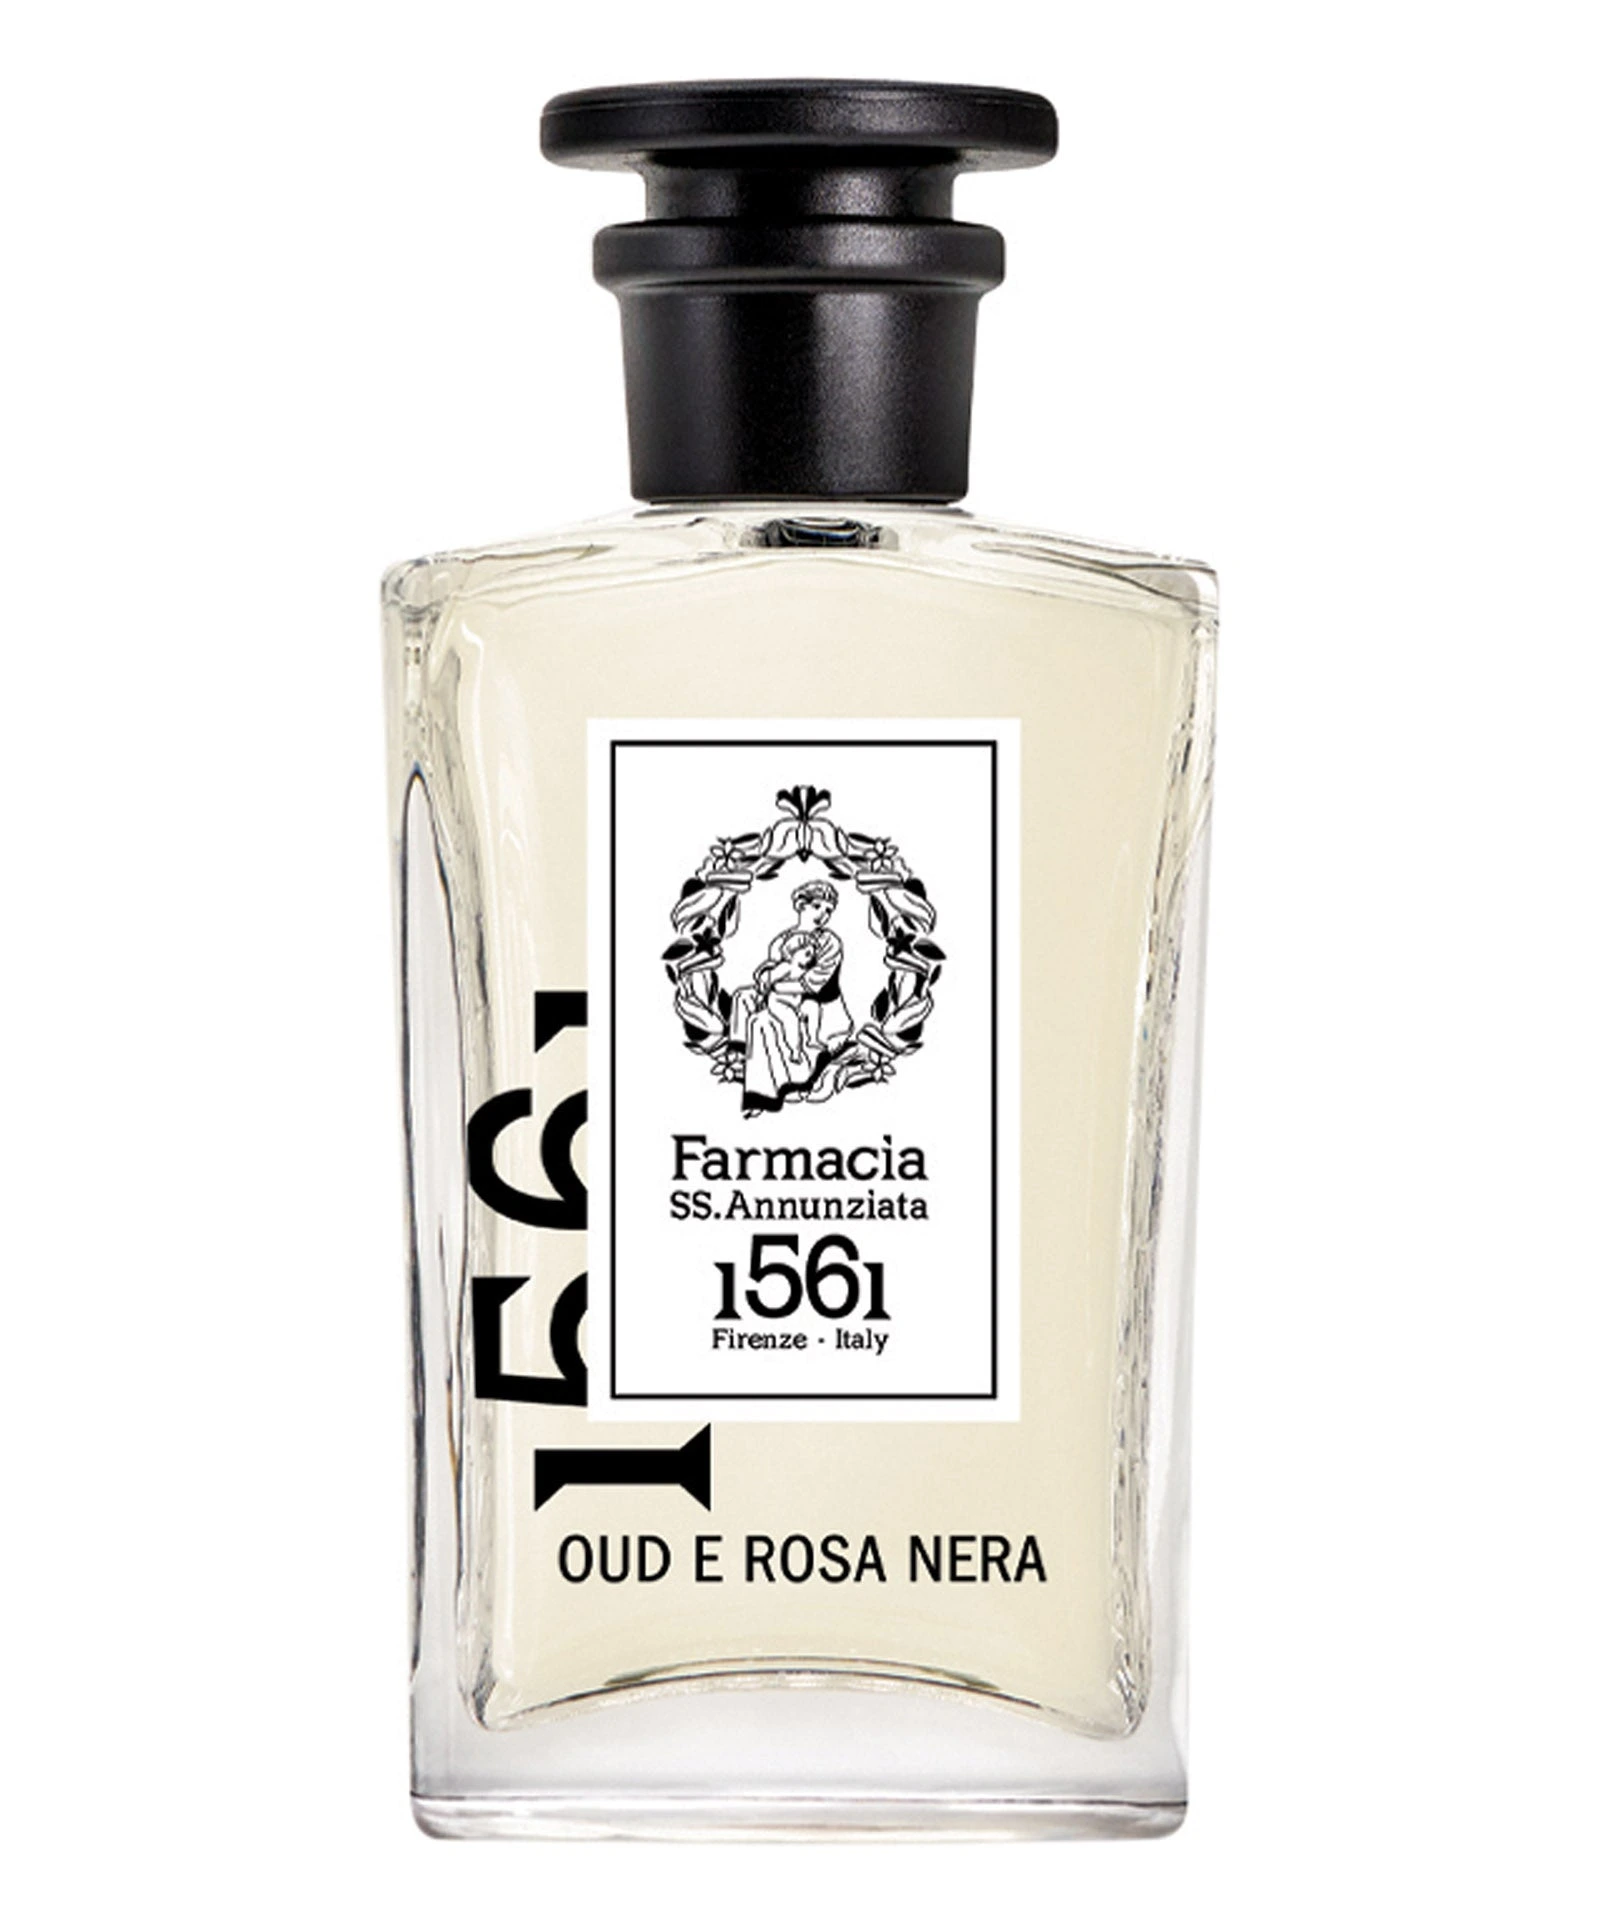 Farmacia
SS. Annunziata
1561
Firenze - Italy
1561
OUD E ROSA NERA